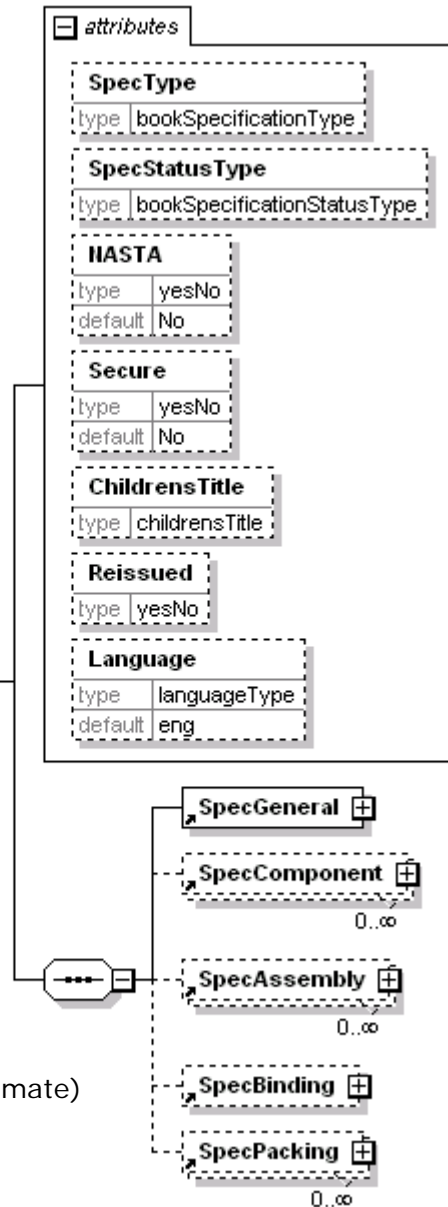 attributes
SpecType
type bookSpecificationType
SpecStatusType
type bookSpecificationStatusType
NASTA
type yesNo
default No
Secure
type yesNo
default No
ChildrensTitle
type childrensTitle
Reissued
type yesNo
Language
type languageType
default eng
SpecGeneral
SpecComponent
0..∞
SpecAssembly
0..∞
mate)
SpecBinding
SpecPacking
0..∞